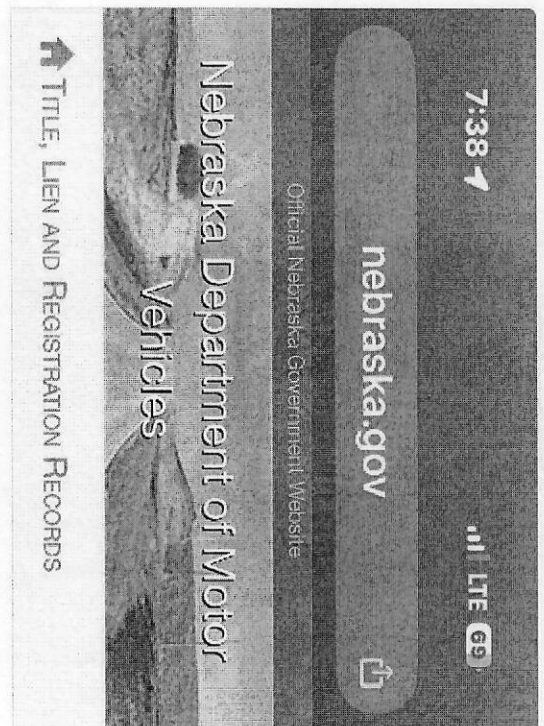 7:38 LTE 69
nebraska.gov
Official Nebraska Government Website
Nebraska Department of Motor
Vehicles
TITLE, LIEN AND REGISTRATION RECORDS